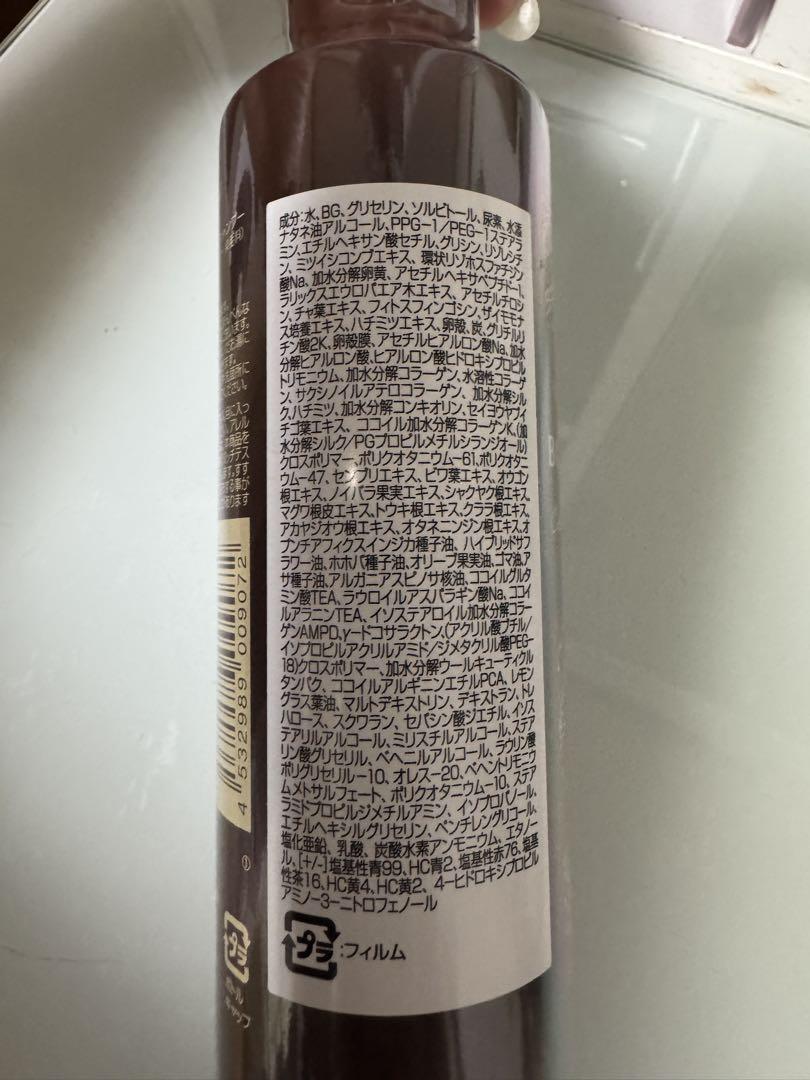 成分:水、BG、グリセリン、ソルビトール、尿素、水添
ナタネ油アルコール、PPG-1/PEG-1ステアラ
ミン、エチルヘキサン酸セチル、グリシン、リゾレシチ
ン、ミツイシコンブエキス、環状リゾホスファチジン
酸Na、加水分解卵黄、アセチルヘキサペプチド-1、
ラリックスエウロパエア木エキス、アセチルチロシ
ン、チャ葉エキス、フィトスフィンゴシン、ザイモモナ
ス培養エキス、ハチミツエキス、卵殻、炭、グリチルリ
チン酸2K、卵殻膜、アセチルヒアルロン酸Na、加水
分解ヒアルロン酸、ヒアルロン酸ヒドロキシプロピル
トリモニウム、加水分解コラーゲン、水溶性コラーゲ
ン、サクシノイルアテロコラーゲン、加水分解シル
ク、ハチミツ、加水分解コンキオリン、セイヨウヤブイ
チゴ葉エキス、ココイル加水分解コラーゲンK、(加
水分解シルク/PGプロピルメチルシランジオール)
クロスポリマー、ポリクオタニウム-61、ポリクオタニ
ウム-47、センブリエキス、ビワ葉エキス、オウゴン
根エキス、ノイバラ果実エキス、シャクヤク根エキス、
マグワ根皮エキス、トウキ根エキス、クララ根エキス、
アカヤジオウ根エキス、オタネニンジン根エキス、オ
プンチアフィクスインジカ種子油、ハイブリッドサフ
ラワー油、ホホバ種子油、オリーブ果実油、ゴマ油、ア
サ種子油、アルガニアスピノサ核油、ココイルグルタ
ミン酸TEA、ラウロイルアスパラギン酸Na、ココイ
ルアラニンTEA、イソステアロイル加水分解コラー
ゲンAMPD、γ-ドコサラクトン、(アクリル酸ブチル/
イソプロピルアクリルアミド/ジメタクリル酸PEG-
18)クロスポリマー、加水分解ウールキューティクル
タンパク、ココイルアルギニンエチルPCA、レモン
グラス葉油、マルトデキストリン、デキストラン、トレ
ハロース、スクワラン、セバシン酸ジエチル、イソス
テアリルアルコール、ミリスチルアルコール、ステア
リン酸グリセリル、ベヘニルアルコール、ラウリン酸
ポリグリセリル-10、オレス-20、ベヘントリモニウ
ムメトサルフェート、ポリクオタニウム-10、ステア
ラミドプロピルジメチルアミン、イソプロパノール、
エチルヘキシルグリセリン、ペンチレングリコール、
塩化亜鉛、乳酸、炭酸水素アンモニウム、エタノー
ル、[+/-]塩基性青99、HC青2、塩基性赤76、塩基
性茶16、HC黄4、HC黄2、4-ヒドロキシプロピル
アミノ-3-ニトロフェノール
プラ:フィルム
4 532989 009072
①
プラ
ボトル
キャップ